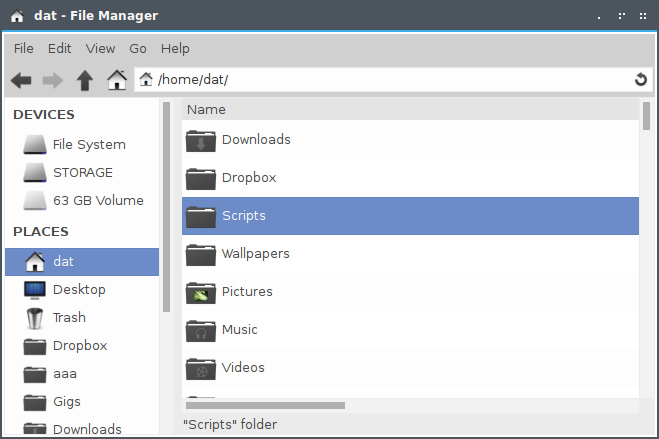 dat - File Manager
File Edit View Go Help
/home/dat/
DEVICES
File System
STORAGE
63 GB Volume
PLACES
dat
Desktop
Trash
Dropbox
aaa
Gigs
Downloads
Name
Downloads
Dropbox
Scripts
Wallpapers
Pictures
Music
Videos
"Scripts" folder